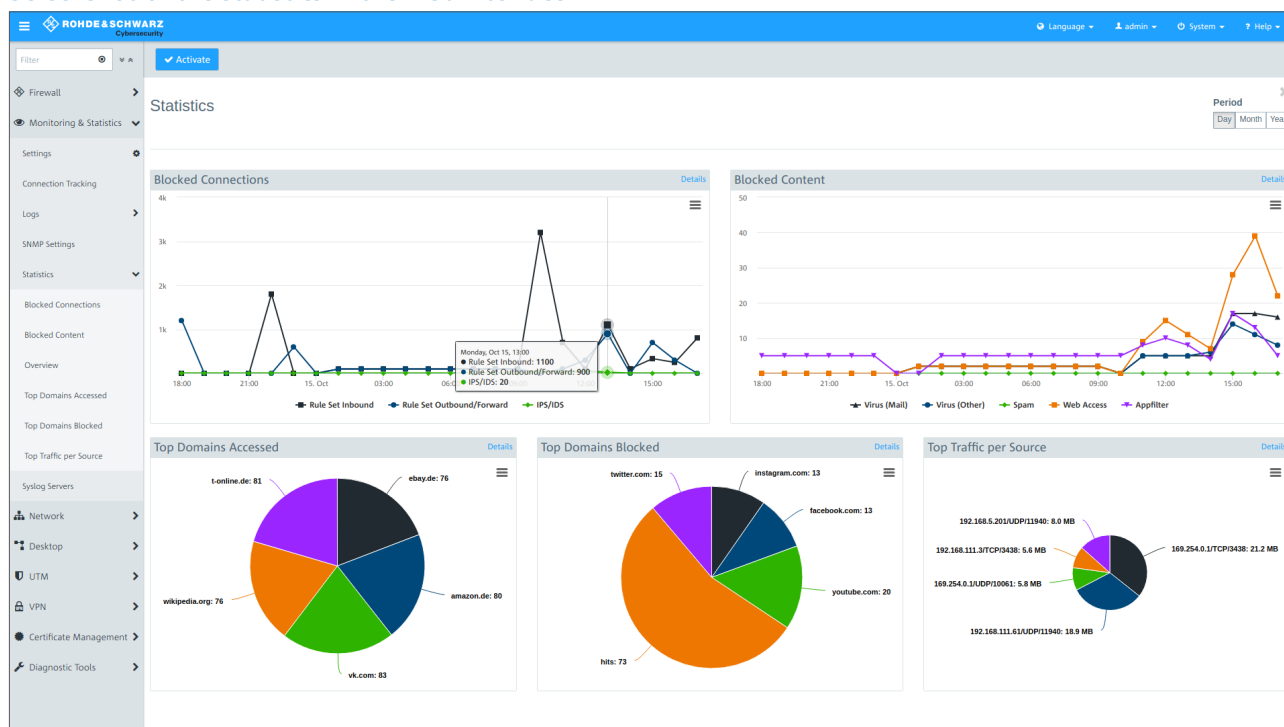 ROHDE&SCHWARZ
Cybersecurity
Language
admin
System
? Help
Filter
Activate
Firewall
Monitoring & Statistics
Settings
Connection Tracking
Logs
SNMP Settings
Statistics
Blocked Connections
Blocked Content
Overview
Top Domains Accessed
Top Domains Blocked
Top Traffic per Source
Syslog Servers
Network
Desktop
UTM
VPN
Certificate Management
Diagnostic Tools
Statistics
Period
Day Month Yea
Blocked Connections Details
4k
3k
2k
1k
18:00 21:00 15. Oct 03:00 06:00 12:00 15:00
Monday, Oct 15, 13:00
Rule Set Inbound: 1100
Rule Set Outbound/Forward: 900
IPS/IDS: 20
Rule Set Inbound Rule Set Outbound/Forward IPS/IDS
Blocked Content Details
50
40
30
20
10
18:00 21:00 15. Oct 03:00 06:00 09:00 12:00 15:00
Virus (Mail) Virus (Other) Spam Web Access Appfilter
Top Domains Accessed Details
t-online.de: 81
ebay.de: 76
wikipedia.org: 76
amazon.de: 80
vk.com: 83
Top Domains Blocked Details
twitter.com: 15
instagram.com: 13
facebook.com: 13
youtube.com: 20
hits: 73
Top Traffic per Source Details
192.168.5.201/UDP/11940: 8.0 MB
192.168.111.3/TCP/3438: 5.6 MB
169.254.0.1/TCP/3438: 21.2 MB
169.254.0.1/UDP/10061: 5.8 MB
192.168.111.61/UDP/11940: 18.9 MB